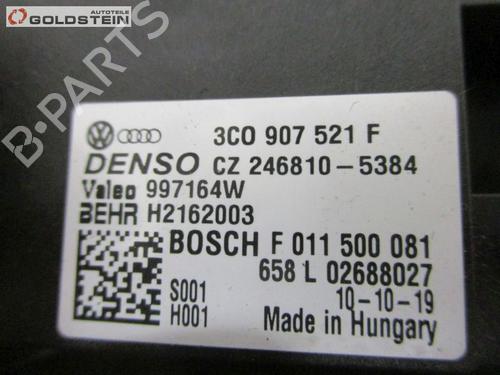 AUTOTEILE
GOLDSTEIN
B-PARTS
3C0 907 521 F
DENSO CZ 246810-5384
Valeo 997164W
BEHR H2162003
BOSCH F 011 500 081
658 L 02688027
S001 10-10-19
H001 Made in Hungary